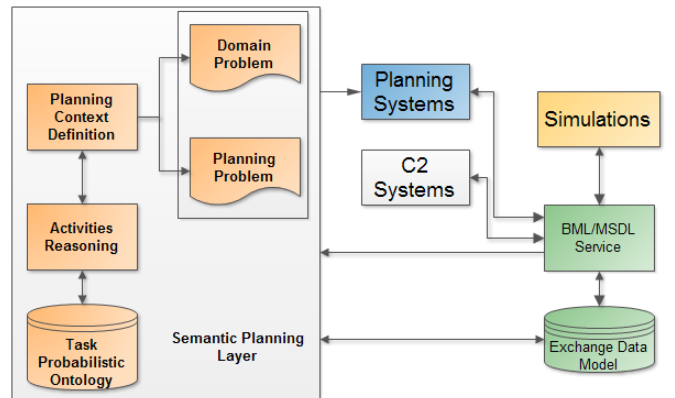 Domain
Problem
Planning
Context
Definition
Planning
Problem
Activities
Reasoning
Task
Probabilistic
Ontology
Semantic Planning
Layer
Planning
Systems
C2
Systems
Simulations
BML/MSDL
Service
Exchange Data
Model